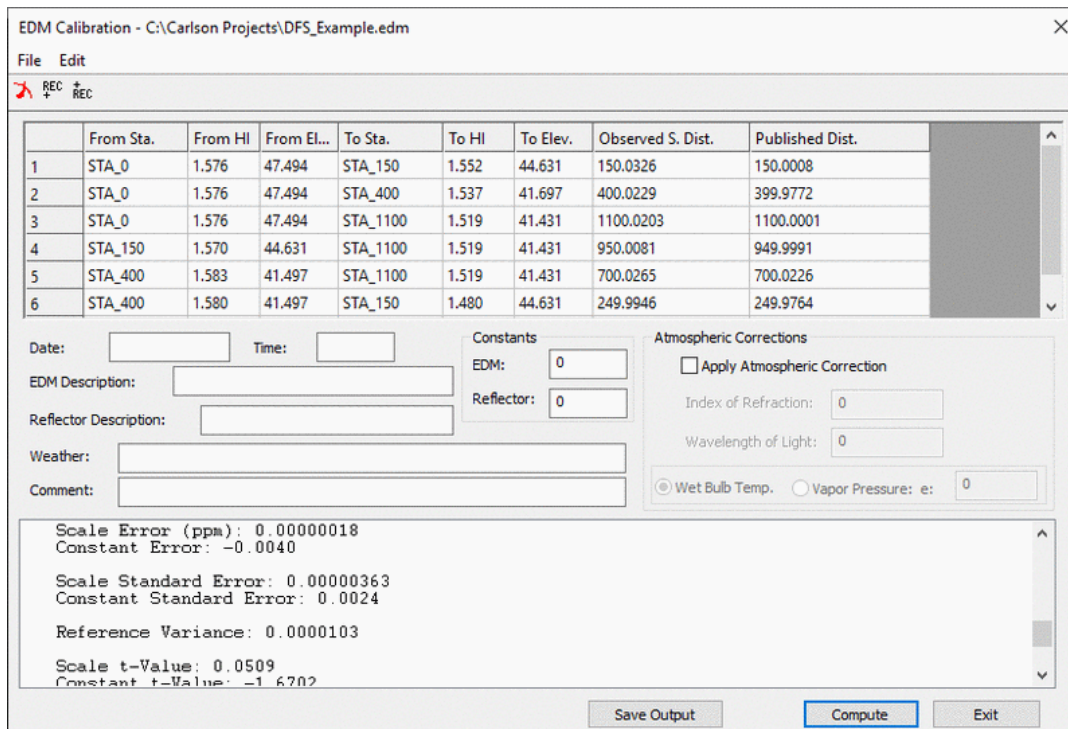 EDM Calibration - C:\Carlson Projects\DFS_Example.edm
File Edit
REC + + REC
From Sta. From HI From El... To Sta. To HI To Elev. Observed S. Dist. Published Dist.
1 STA_0 1.576 47.494 STA_150 1.552 44.631 150.0326 150.0008
2 STA_0 1.576 47.494 STA_400 1.537 41.697 400.0229 399.9772
3 STA_0 1.576 47.494 STA_1100 1.519 41.431 1100.0203 1100.0001
4 STA_150 1.570 44.631 STA_1100 1.519 41.431 950.0081 949.9991
5 STA_400 1.583 41.497 STA_1100 1.519 41.431 700.0265 700.0226
6 STA_400 1.580 41.497 STA_150 1.480 44.631 249.9946 249.9764
Date: Time:
EDM Description:
Reflector Description:
Weather:
Comment:
Constants
EDM: 0
Reflector: 0
Atmospheric Corrections
Apply Atmospheric Correction
Index of Refraction: 0
Wavelength of Light: 0
Wet Bulb Temp. Vapor Pressure: e: 0
Scale Error (ppm): 0.00000018
Constant Error: -0.0040
Scale Standard Error: 0.00000363
Constant Standard Error: 0.0024
Reference Variance: 0.0000103
Scale t-Value: 0.0509
Constant t-Value: -1.6702
Save Output Compute Exit